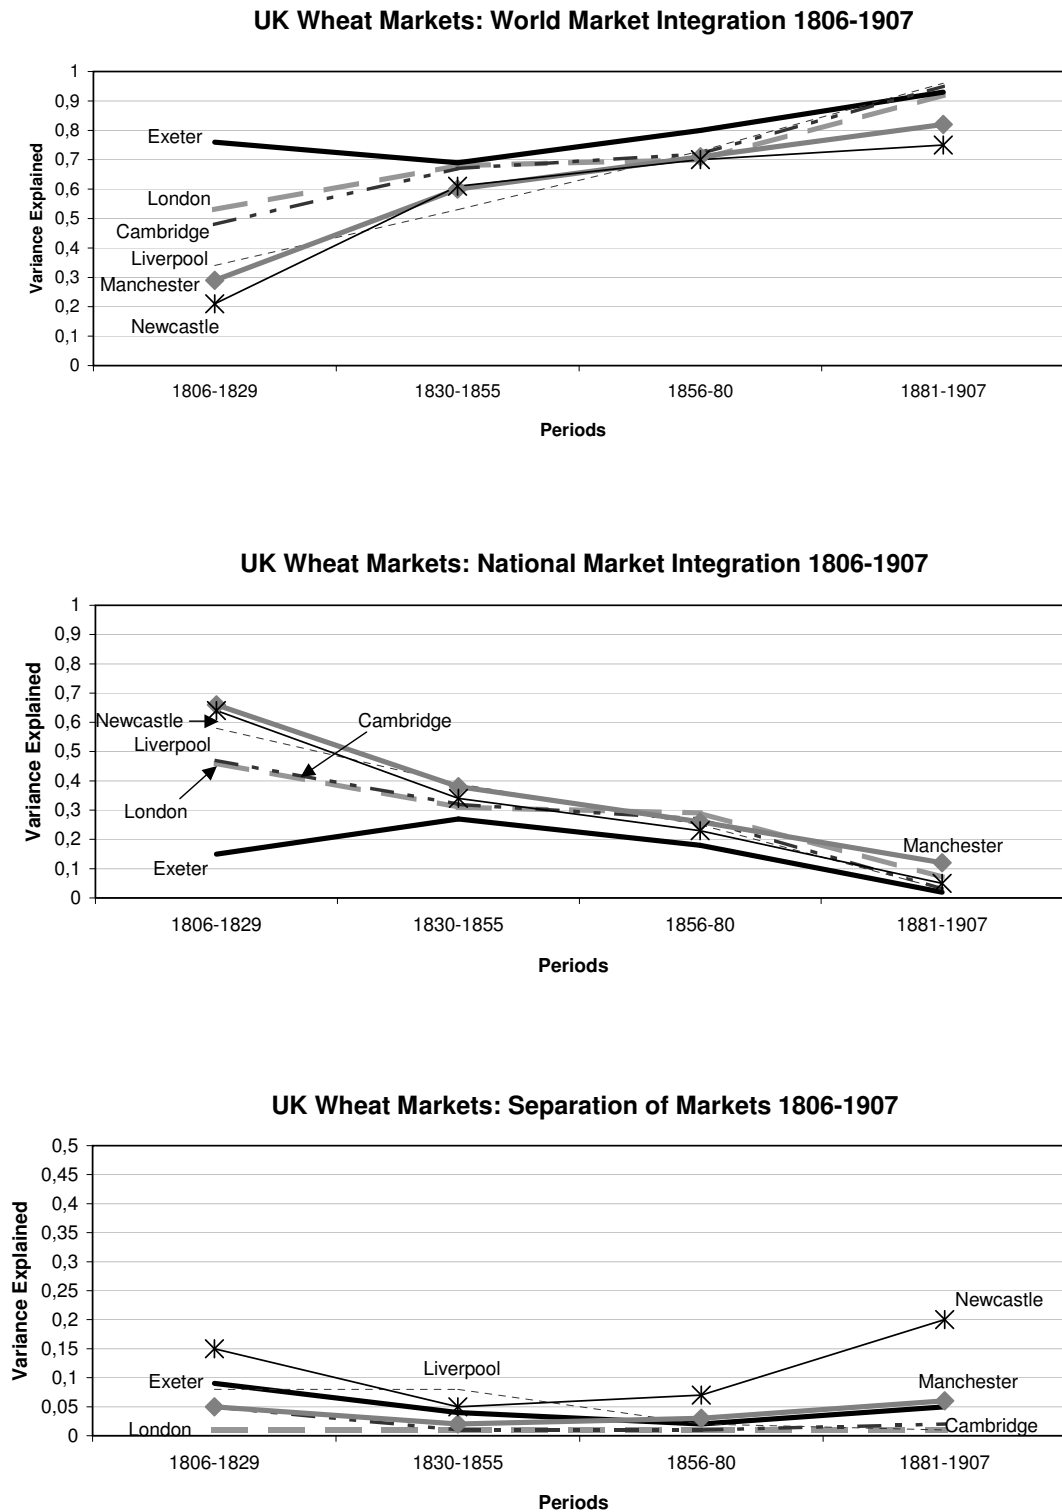 UK Wheat Markets: World Market Integration 1806-1907
Variance Explained
1
0,9
0,8
0,7
0,6
0,5
0,4
0,3
0,2
0,1
0
Exeter
London
Cambridge
Liverpool
Manchester
Newcastle
1806-1829
1830-1855
1856-80
1881-1907
Periods
UK Wheat Markets: National Market Integration 1806-1907
Variance Explained
1
0,9
0,8
0,7
0,6
0,5
0,4
0,3
0,2
0,1
0
Newcastle
Cambridge
Liverpool
London
Exeter
Manchester
1806-1829
1830-1855
1856-80
1881-1907
Periods
UK Wheat Markets: Separation of Markets 1806-1907
Variance Explained
0,5
0,45
0,4
0,35
0,3
0,25
0,2
0,15
0,1
0,05
0
Newcastle
Liverpool
Exeter
Manchester
London
Cambridge
1806-1829
1830-1855
1856-80
1881-1907
Periods